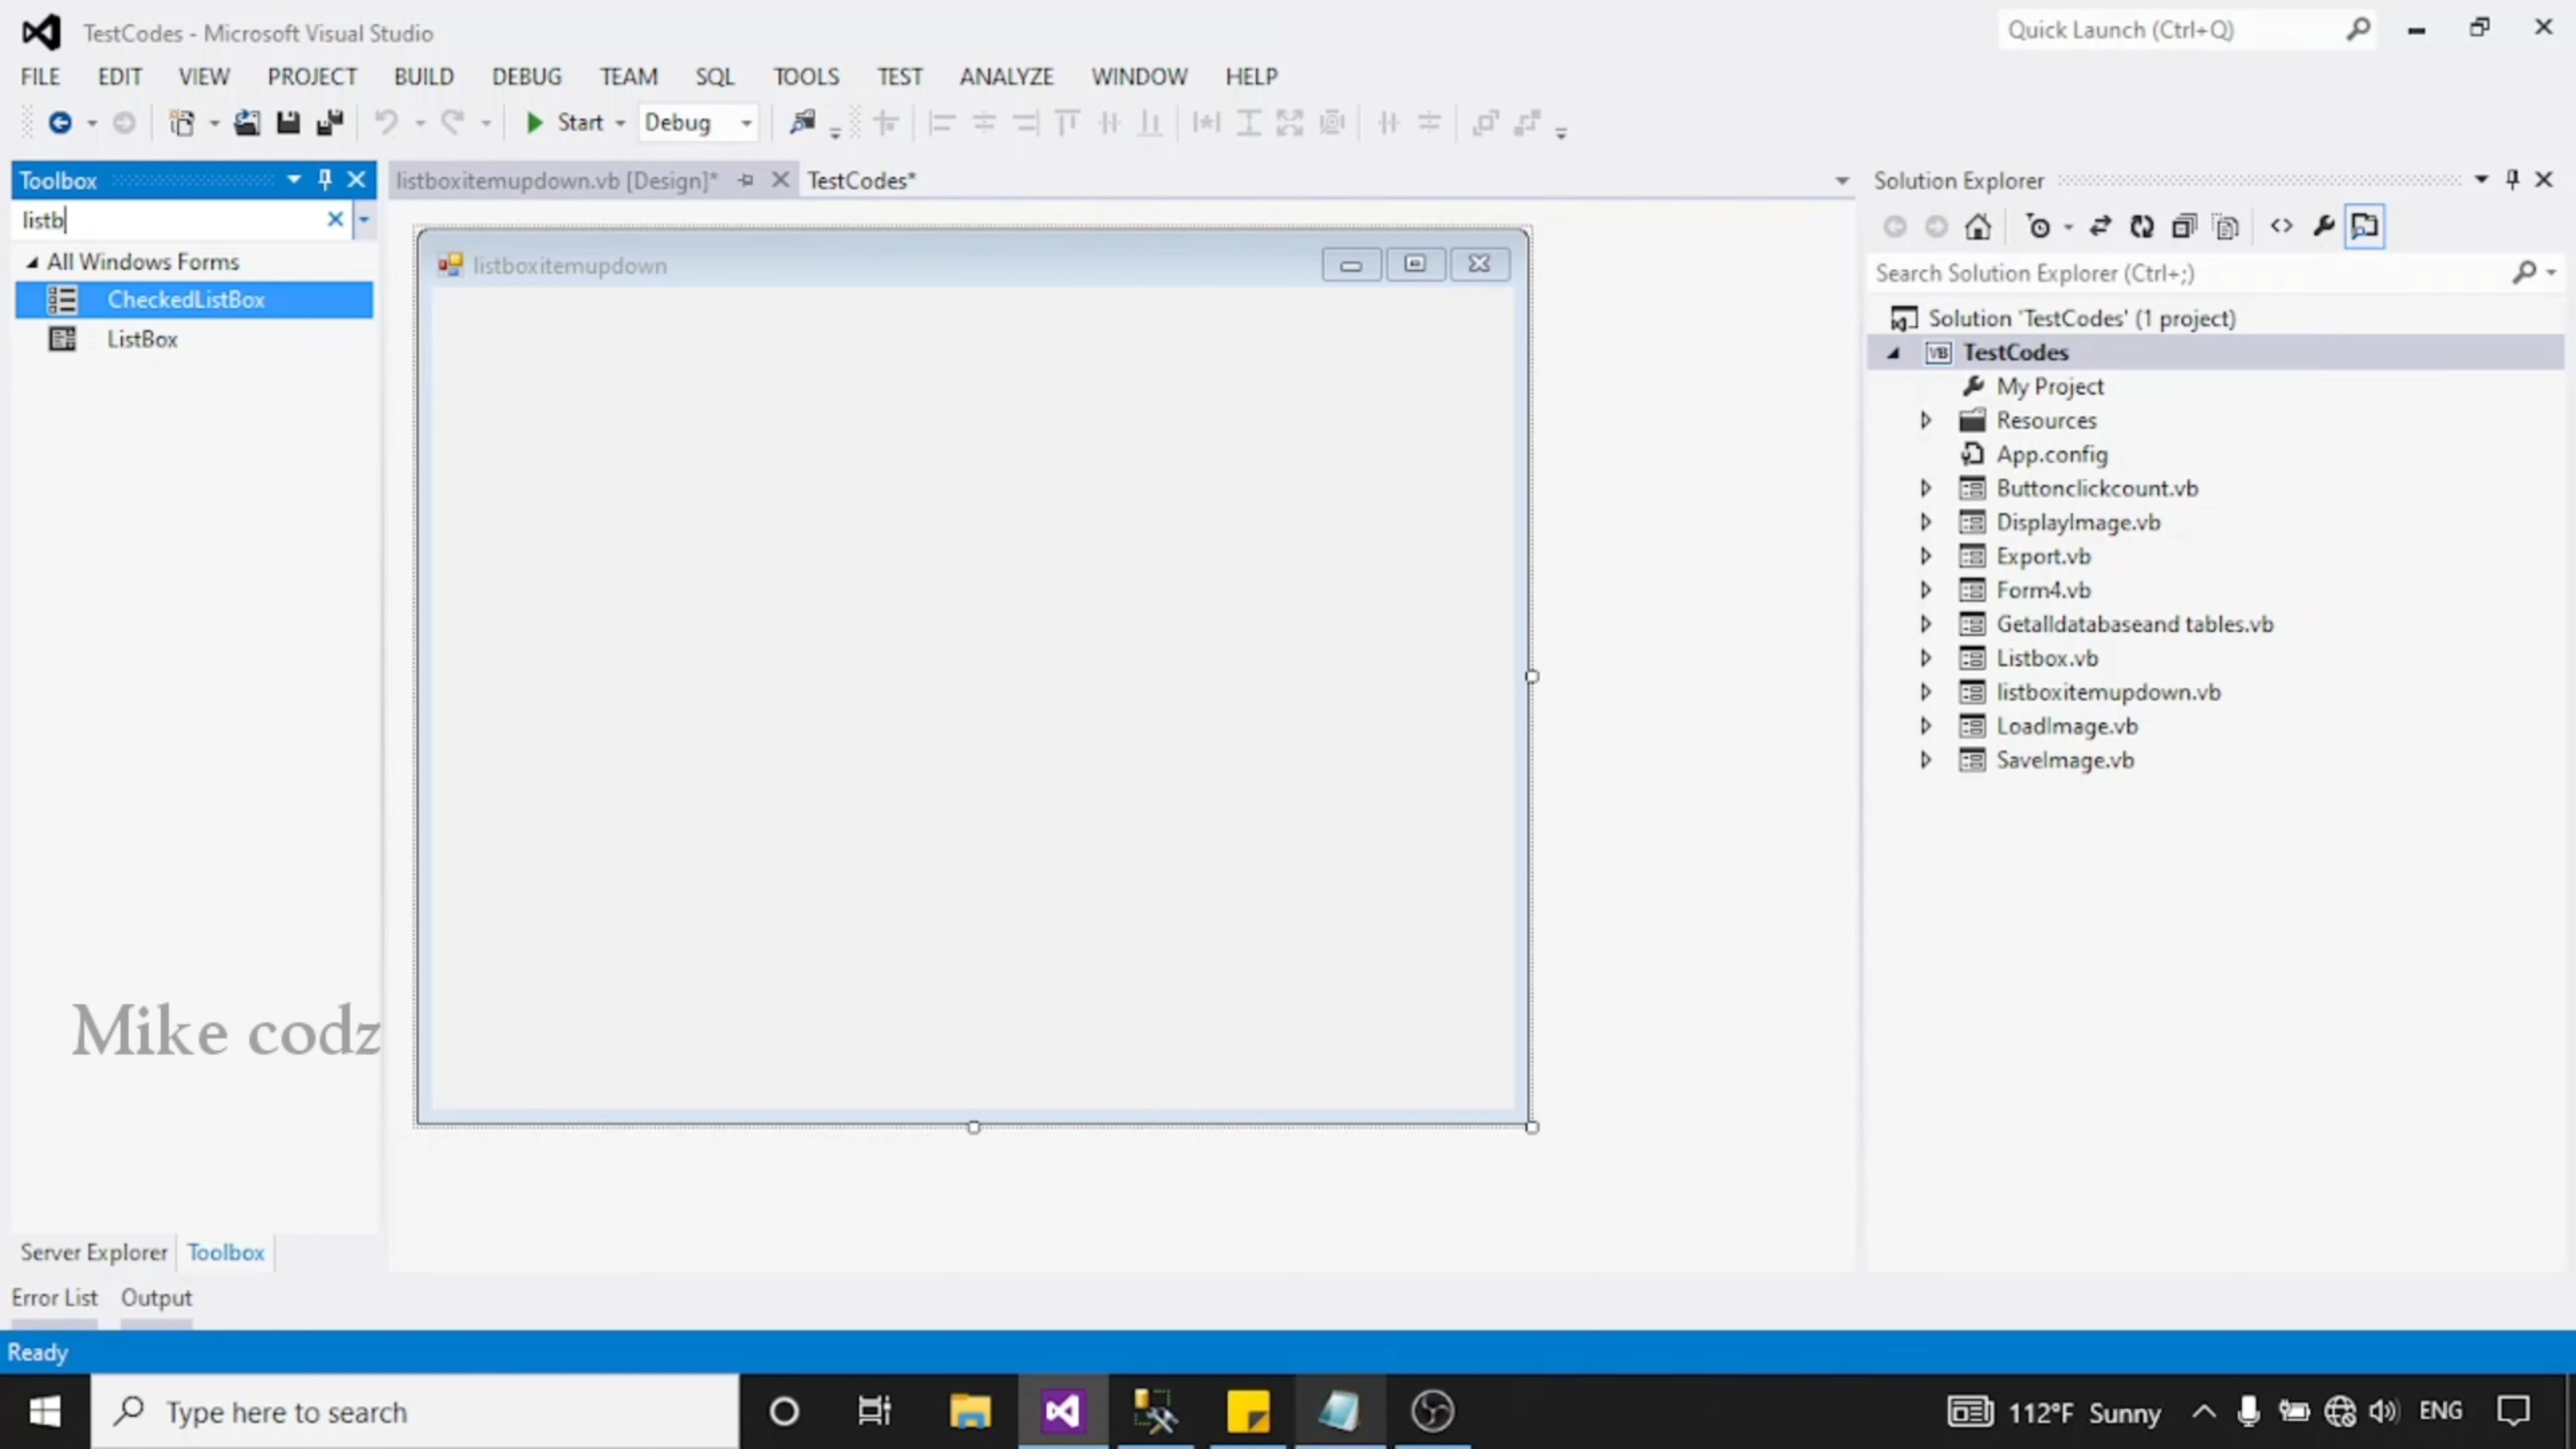 TestCodes - Microsoft Visual Studio
Quick Launch (Ctrl+Q)
FILE EDIT VIEW PROJECT BUILD DEBUG TEAM SQL TOOLS TEST ANALYZE WINDOW HELP
Start Debug
Toolbox
listb
All Windows Forms
CheckedListBox
ListBox
listboxitemupdown.vb [Design]* TestCodes*
listboxitemupdown
Solution Explorer
Search Solution Explorer (Ctrl+;)
Solution 'TestCodes' (1 project)
VB TestCodes
My Project
Resources
App.config
Buttonclickcount.vb
DisplayImage.vb
Export.vb
Form4.vb
Getalldatabaseand tables.vb
Listbox.vb
listboxitemupdown.vb
LoadImage.vb
SaveImage.vb
Mike codz
Server Explorer Toolbox
Error List Output
Ready
Type here to search
112°F Sunny
ENG